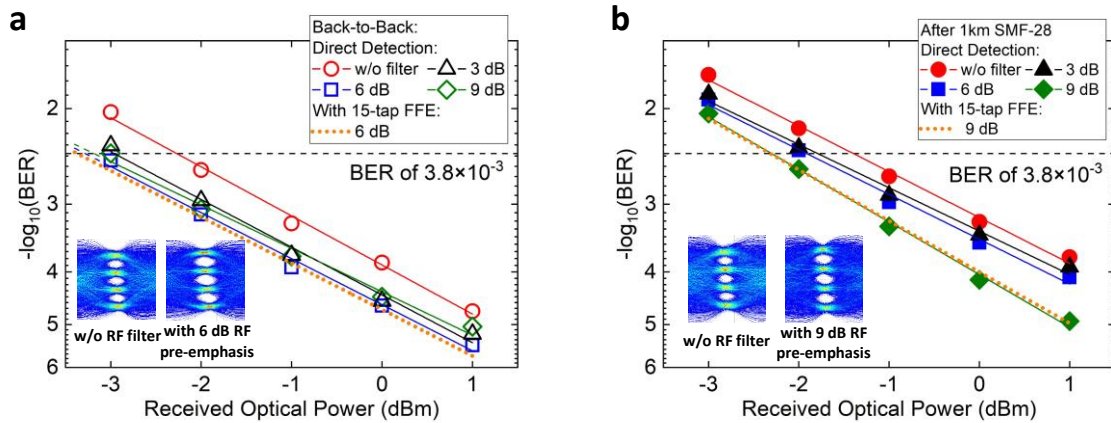 a
Back-to-Back:
Direct Detection:
w/o filter 3 dB
6 dB 9 dB
With 15-tap FFE:
6 dB
BER of 3.8×10⁻³
-log₁₀(BER)
2
3
4
5
6
w/o RF filter
with 6 dB RF
pre-emphasis
-3 -2 -1 0 1
Received Optical Power (dBm)
b
After 1km SMF-28
Direct Detection:
w/o filter 3 dB
6 dB 9 dB
With 15-tap FFE:
9 dB
BER of 3.8×10⁻³
-log₁₀(BER)
2
3
4
5
6
w/o RF filter
with 9 dB RF
pre-emphasis
-3 -2 -1 0 1
Received Optical Power (dBm)